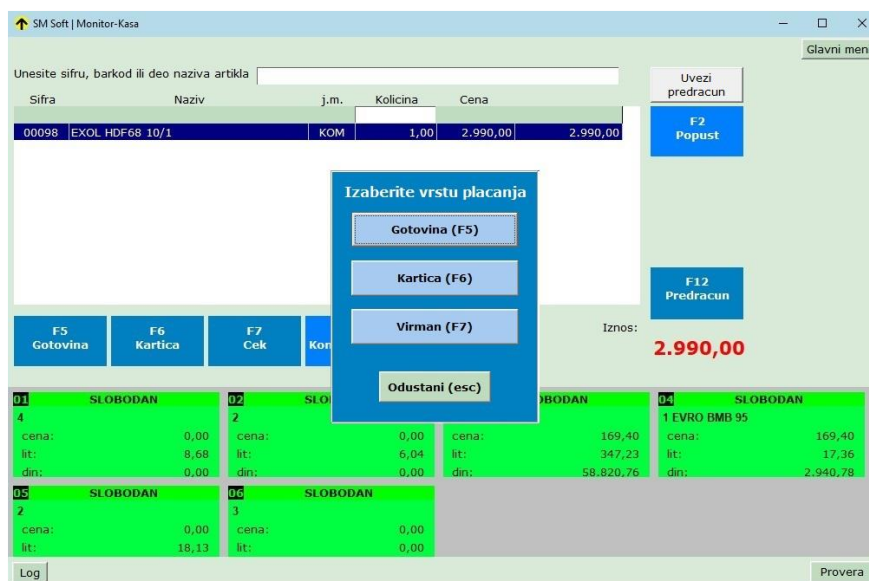 SM Soft | Monitor-Kasa
Glavni men
Unesite sifru, barkod ili deo naziva artikla
Uvezi
predracun
Sifra Naziv j.m. Kolicina Cena
F2
Popust
00098 EXOL HDF68 10/1 KOM 1,00 2.990,00 2.990,00
Izaberite vrstu placanja
Gotovina (F5)
Kartica (F6)
Virman (F7)
Odustani (esc)
F12
Predracun
F5
Gotovina
F6
Kartica
F7
Cek
Kon
Iznos:
2.990,00
01 SLOBODAN
4
cena: 0,00
lit: 8,68
din: 0,00
02 SLO
2
cena: 0,00
lit: 6,04
din: 0,00
OBODAN
cena: 169,40
lit: 347,23
din: 58.820,76
04 SLOBODAN
1 EVRO BMB 95
cena: 169,40
lit: 17,36
din: 2.940,78
05 SLOBODAN
2
cena: 0,00
lit: 18,13
06 SLOBODAN
3
cena: 0,00
lit: 0,00
Log
Provera